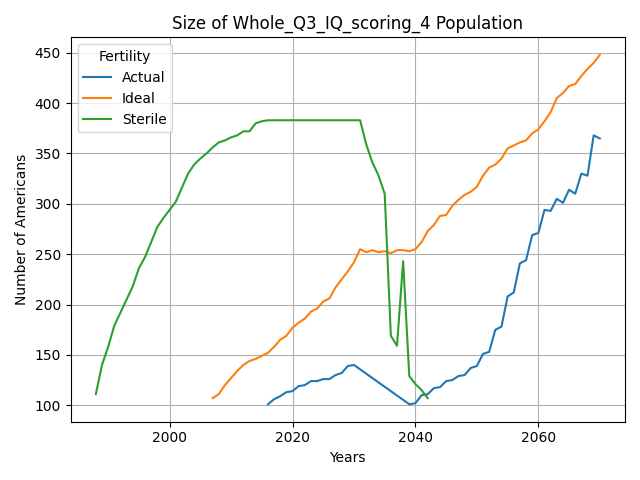 Size of Whole_Q3_IQ_scoring_4 Population
Number of Americans
450
400
350
300
250
200
150
100
Fertility
Actual
Ideal
Sterile
2000
2020
2040
2060
Years